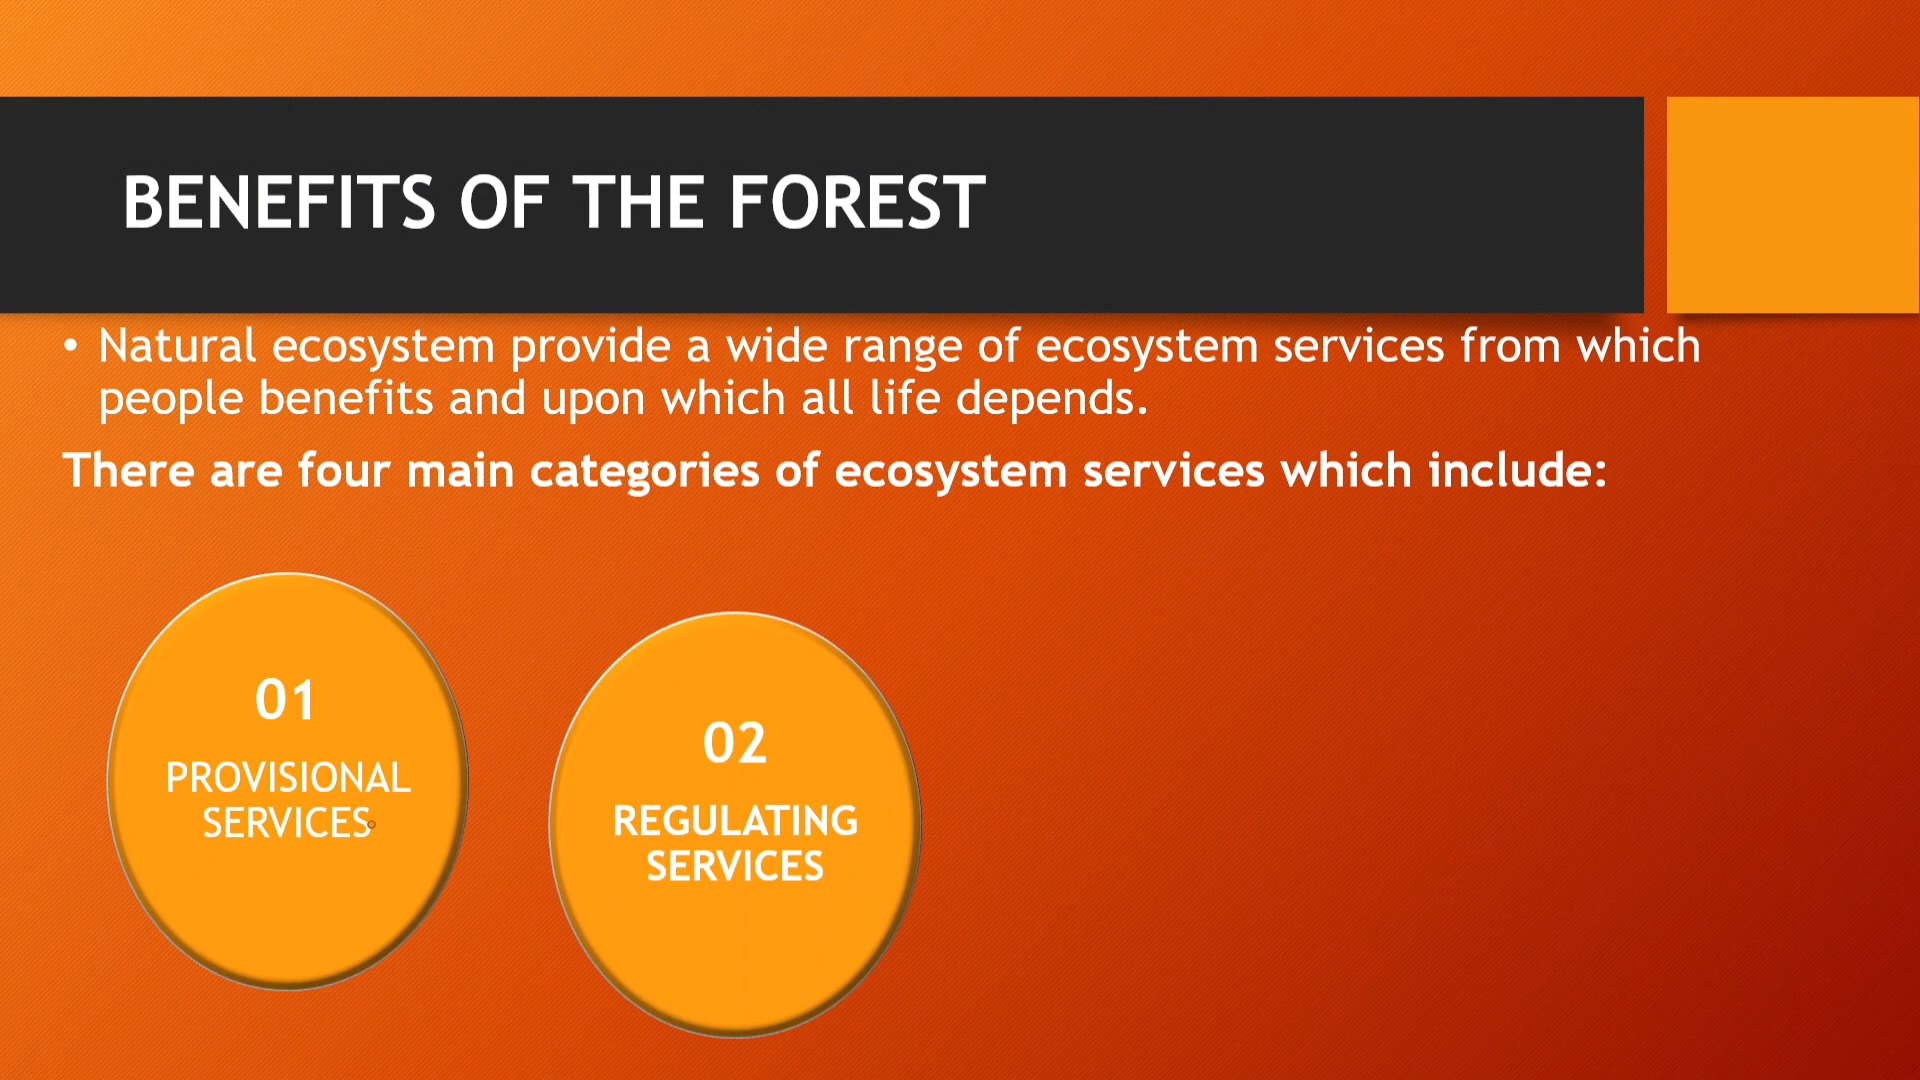 BENEFITS OF THE FOREST
• Natural ecosystem provide a wide range of ecosystem services from which
people benefits and upon which all life depends.
There are four main categories of ecosystem services which include:
01
PROVISIONAL
SERVICES
02
REGULATING
SERVICES